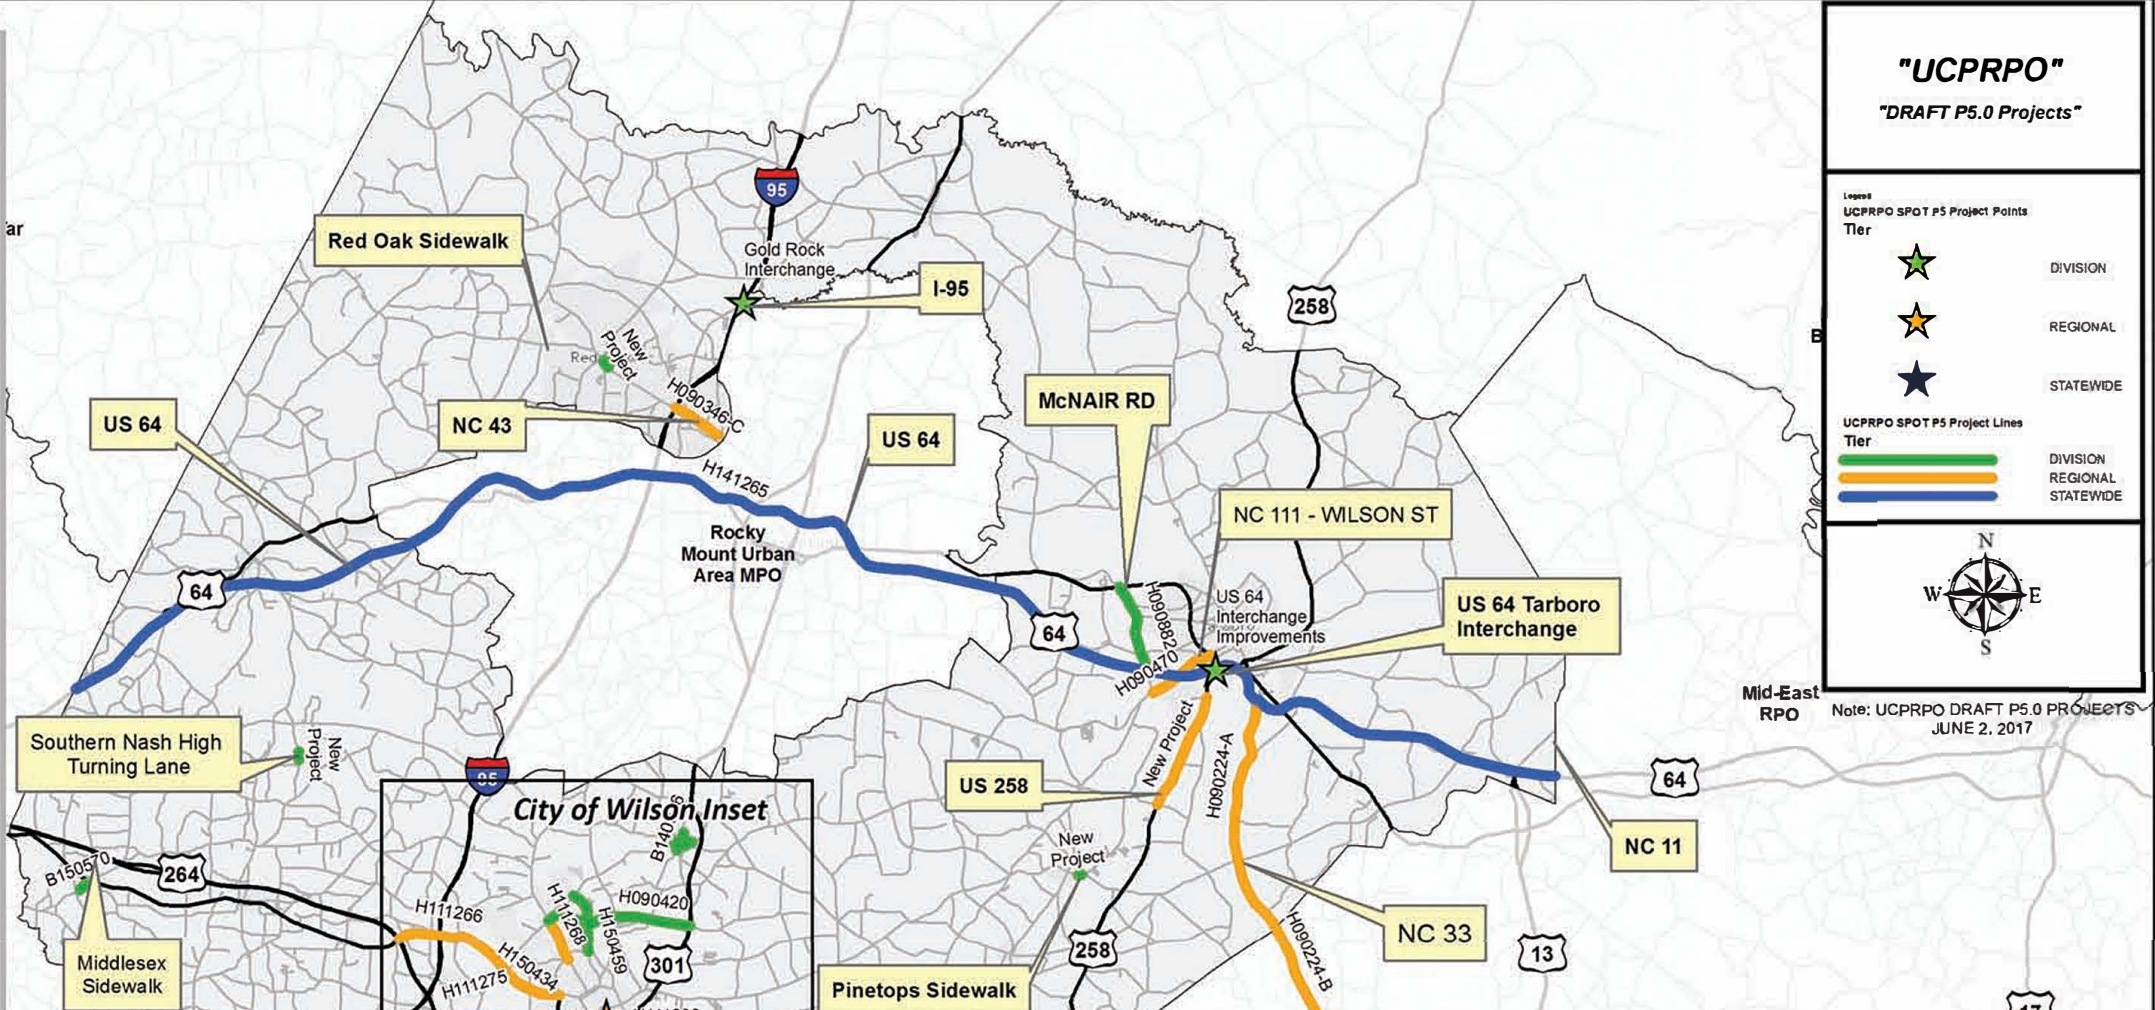 "UCPRPO"
"DRAFT P5.0 Projects"
Legend
UCPRPO SPOT P5 Project Points
Tier
DIVISION
REGIONAL
STATEWIDE
UCPRPO SPOT P5 Project Lines
Tier
DIVISION
REGIONAL
STATEWIDE
N
W
E
S
Note: UCPRPO DRAFT P5.0 PROJECTS
JUNE 2, 2017
95
Red Oak Sidewalk
Gold Rock
Interchange
I-95
258
New
Project
Red
H090346-C
NC 43
McNAIR RD
US 64
US 64
H141265
NC 111 - WILSON ST
Rocky
Mount Urban
Area MPO
64
64
H090882
US 64
Interchange
Improvements
US 64 Tarboro
Interchange
H090470
Mid-East
RPO
Southern Nash High
Turning Lane
New
Project
95
New Project
H090224-A
US 258
64
NC 11
City of Wilson Inset
New
Project
B150570
264
H111266
H111268
H150459
H090420
301
258
NC 33
H090224-B
13
H150434
H111275
Middlesex
Sidewalk
Pinetops Sidewalk
17